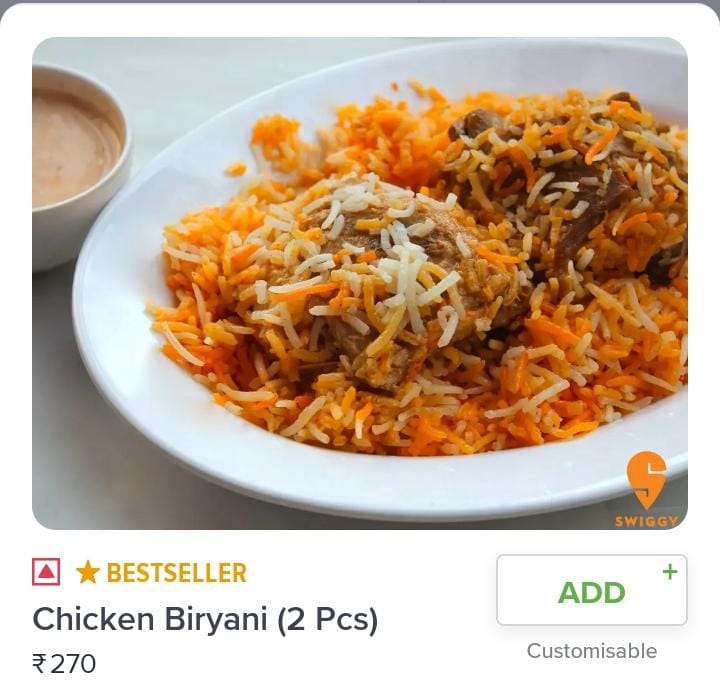 SWIGGY
★ BESTSELLER
Chicken Biryani (2 Pcs)
₹270
ADD +
Customisable